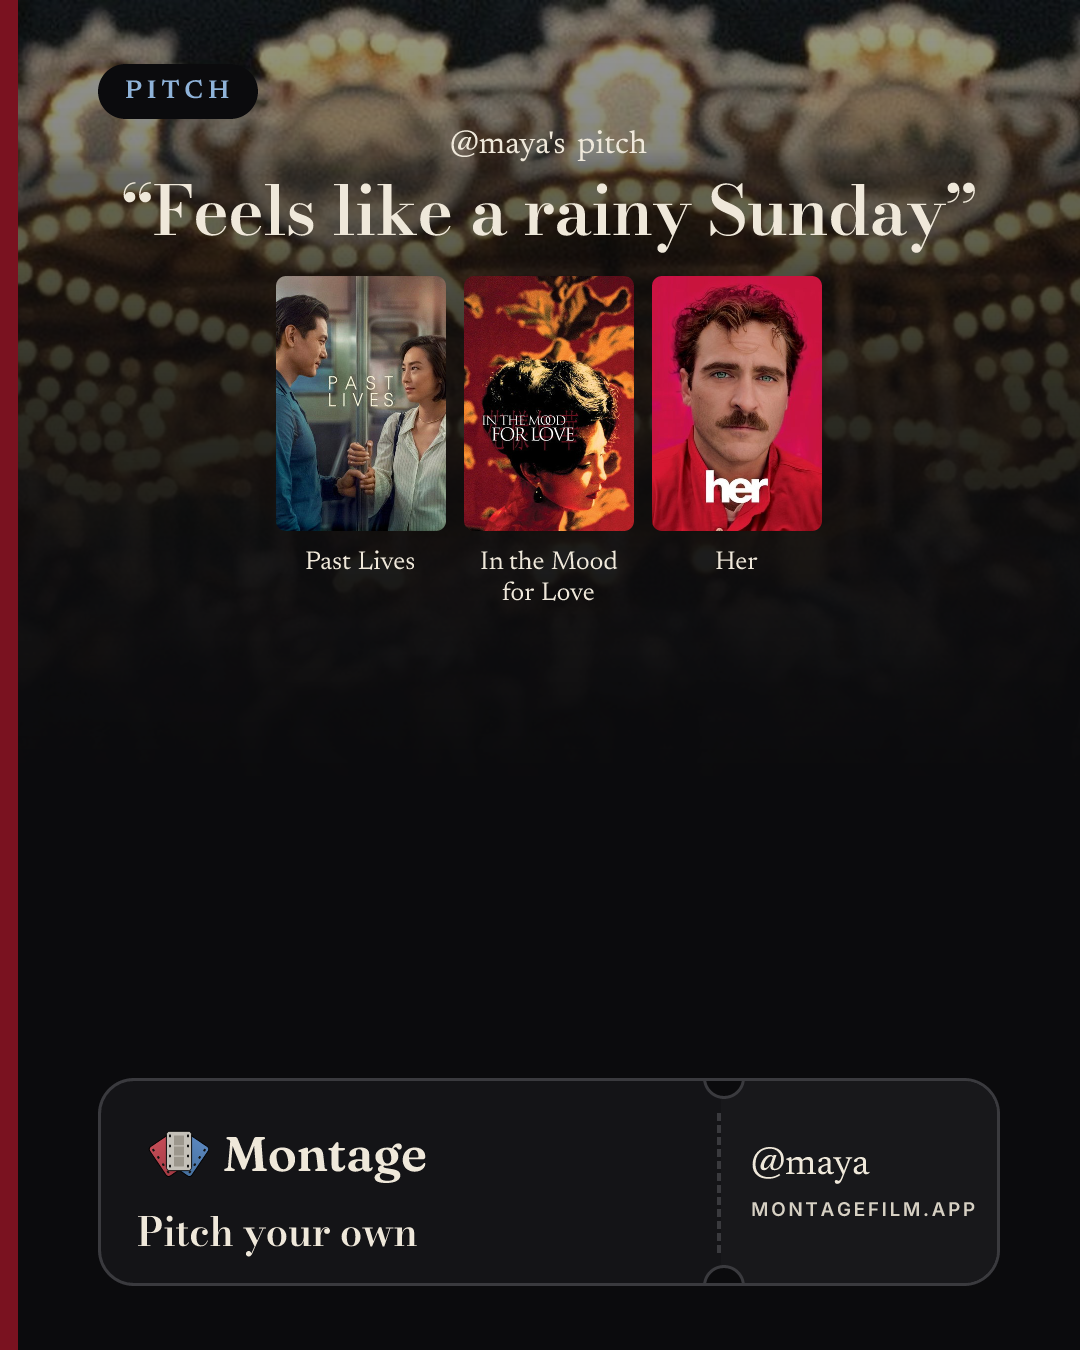 PITCH
@maya's pitch
“Feels like a rainy Sunday”
PAST
LIVES
IN THE MOOD
FOR LOVE
her
Past Lives
In the Mood
for Love
Her
Montage
Pitch your own
@maya
MONTAGEFILM.APP